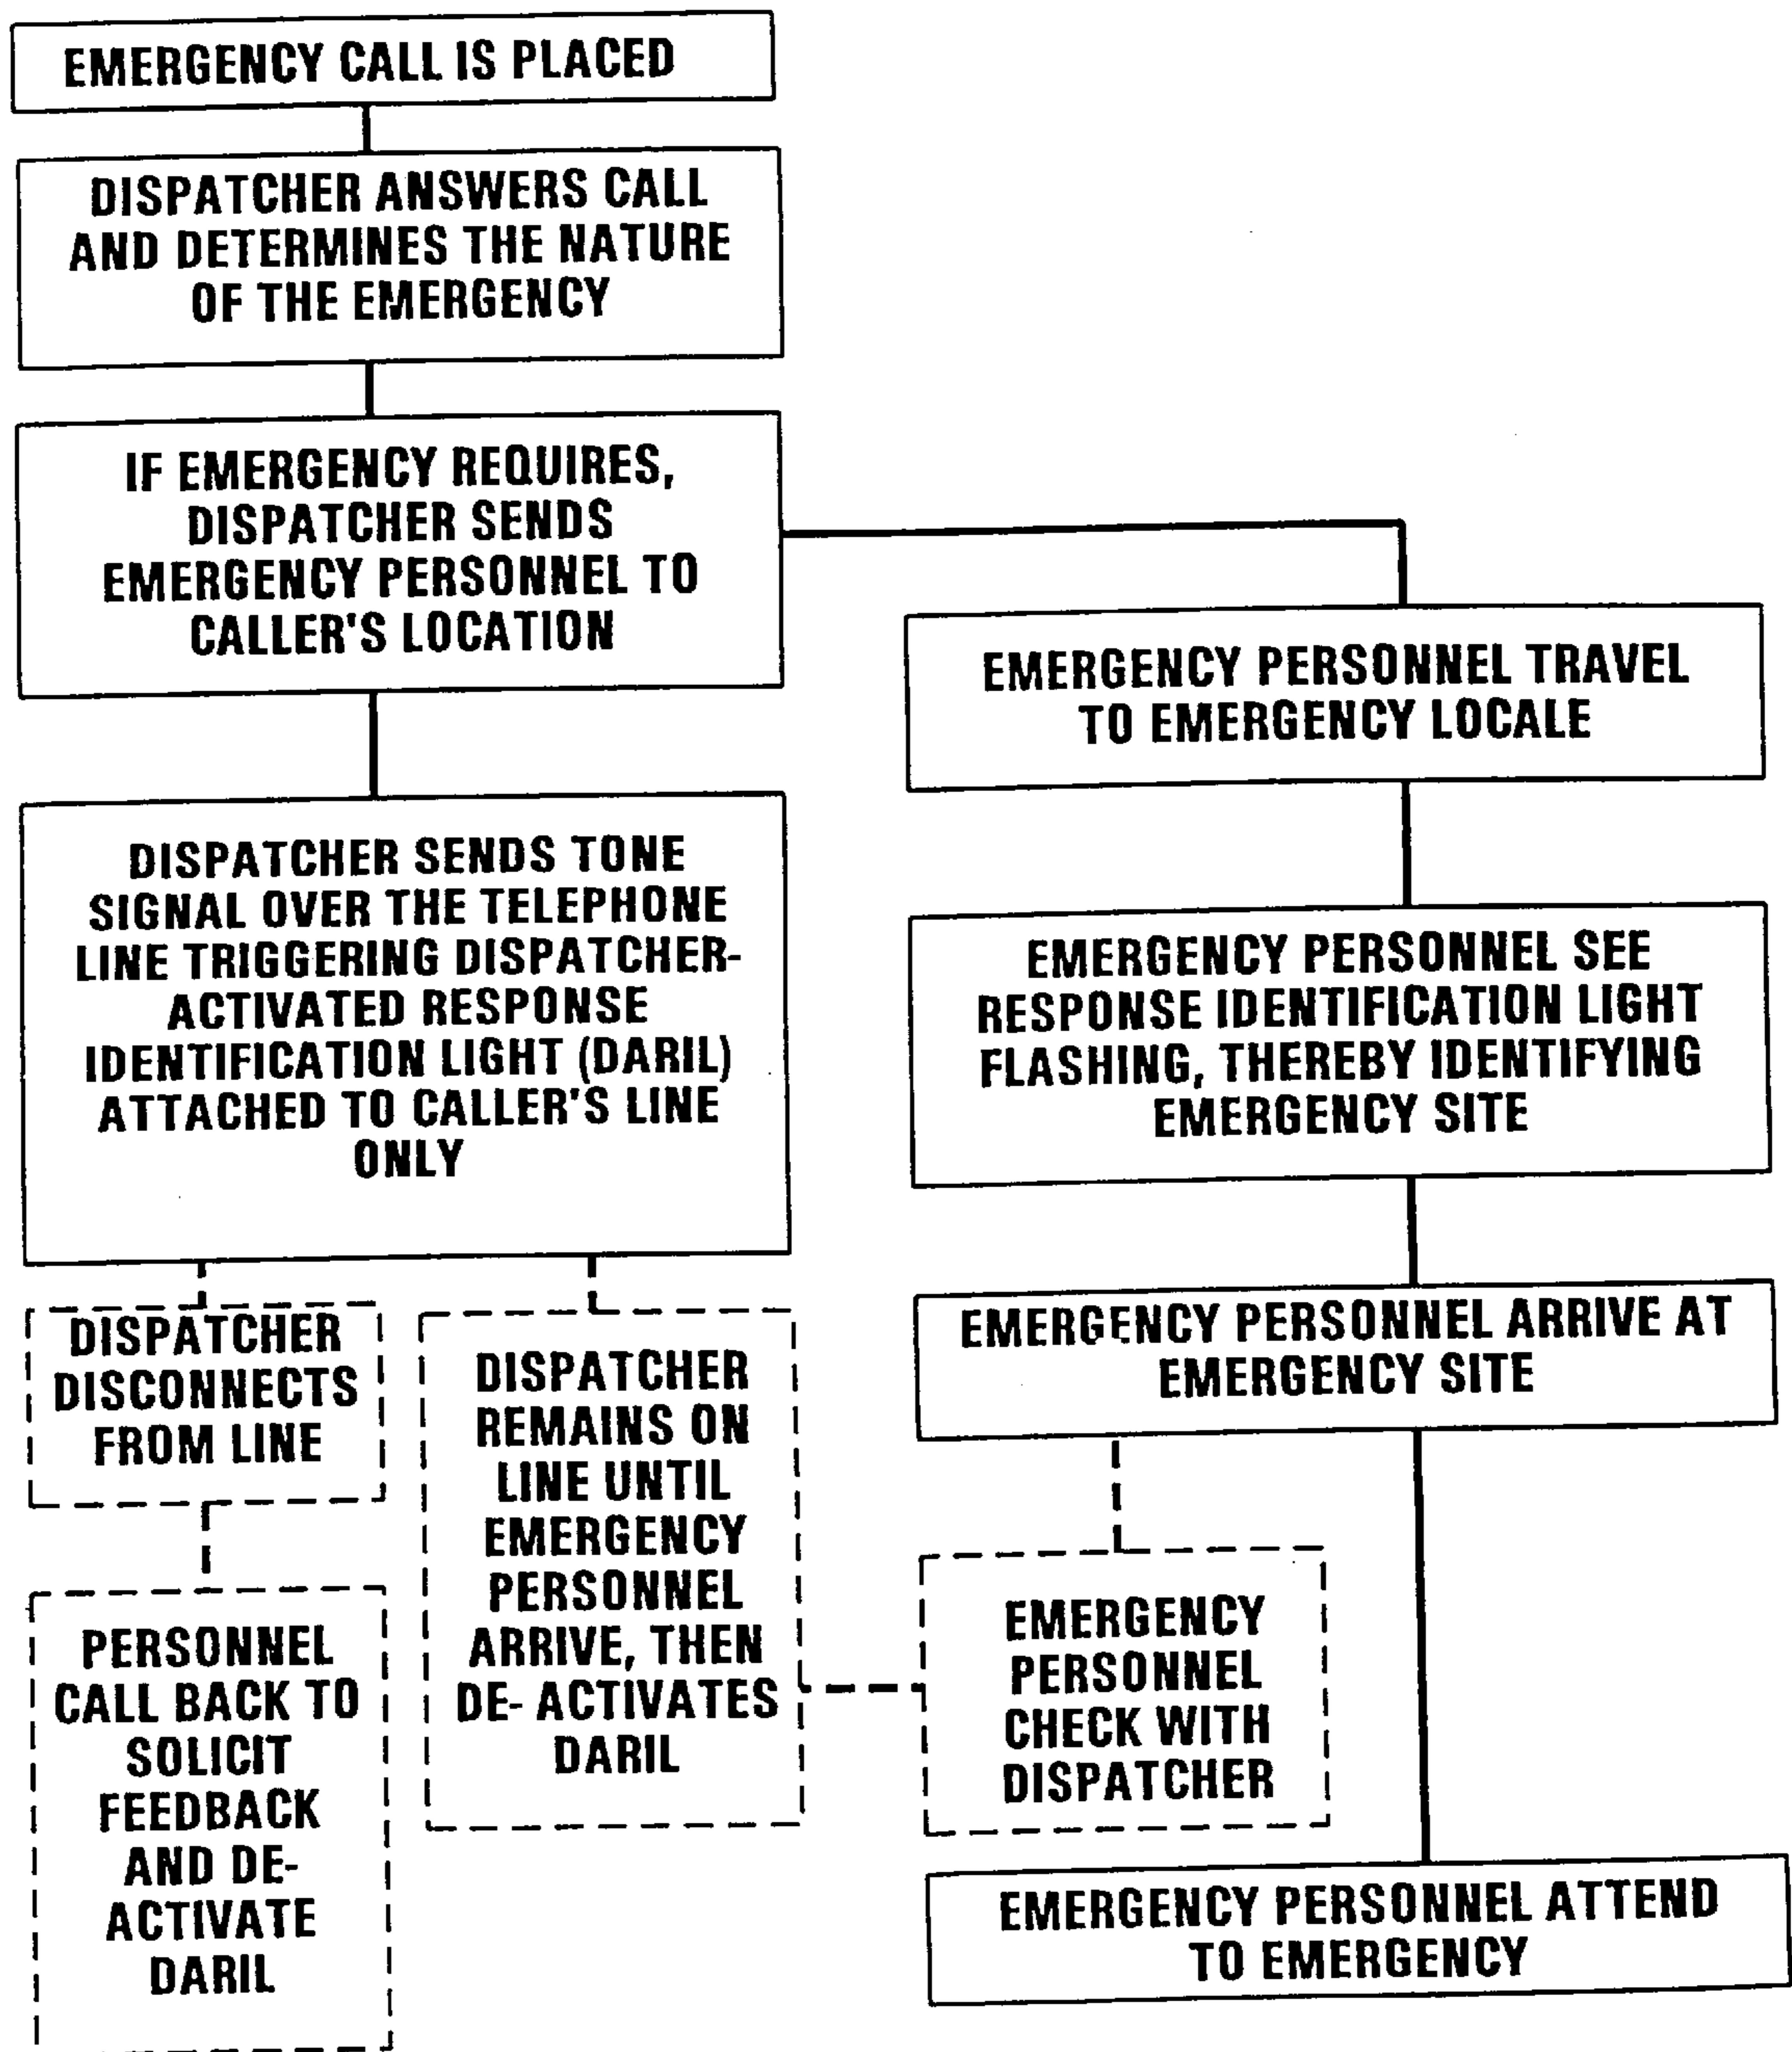 EMERGENCY CALL IS PLACED
DISPATCHER ANSWERS CALL
AND DETERMINES THE NATURE
OF THE EMERGENCY
IF EMERGENCY REQUIRES,
DISPATCHER SENDS
EMERGENCY PERSONNEL TO
CALLER'S LOCATION
DISPATCHER SENDS TONE
SIGNAL OVER THE TELEPHONE
LINE TRIGGERING DISPATCHER-
ACTIVATED RESPONSE
IDENTIFICATION LIGHT (DARIL)
ATTACHED TO CALLER'S LINE
ONLY
DISPATCHER
DISCONNECTS
FROM LINE
PERSONNEL
CALL BACK TO
SOLICIT
FEEDBACK
AND DE-
ACTIVATE
DARIL
DISPATCHER
REMAINS ON
LINE UNTIL
EMERGENCY
PERSONNEL
ARRIVE, THEN
DE- ACTIVATES
DARIL
EMERGENCY PERSONNEL TRAVEL
TO EMERGENCY LOCALE
EMERGENCY PERSONNEL SEE
RESPONSE IDENTIFICATION LIGHT
FLASHING, THEREBY IDENTIFYING
EMERGENCY SITE
EMERGENCY PERSONNEL ARRIVE AT
EMERGENCY SITE
EMERGENCY
PERSONNEL
CHECK WITH
DISPATCHER
EMERGENCY PERSONNEL ATTEND
TO EMERGENCY